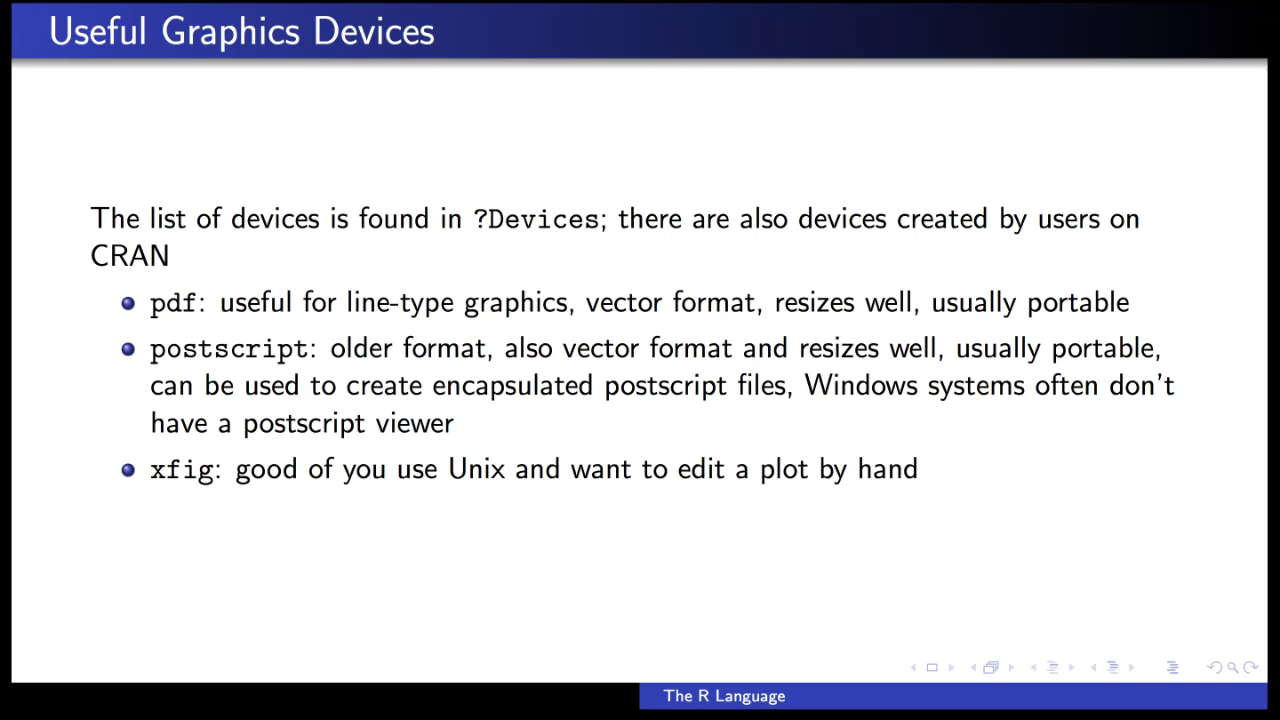 Useful Graphics Devices
The list of devices is found in ?Devices; there are also devices created by users on
CRAN
pdf: useful for line-type graphics, vector format, resizes well, usually portable
postscript: older format, also vector format and resizes well, usually portable,
can be used to create encapsulated postscript files, Windows systems often don't
have a postscript viewer
xfig: good of you use Unix and want to edit a plot by hand
The R Language